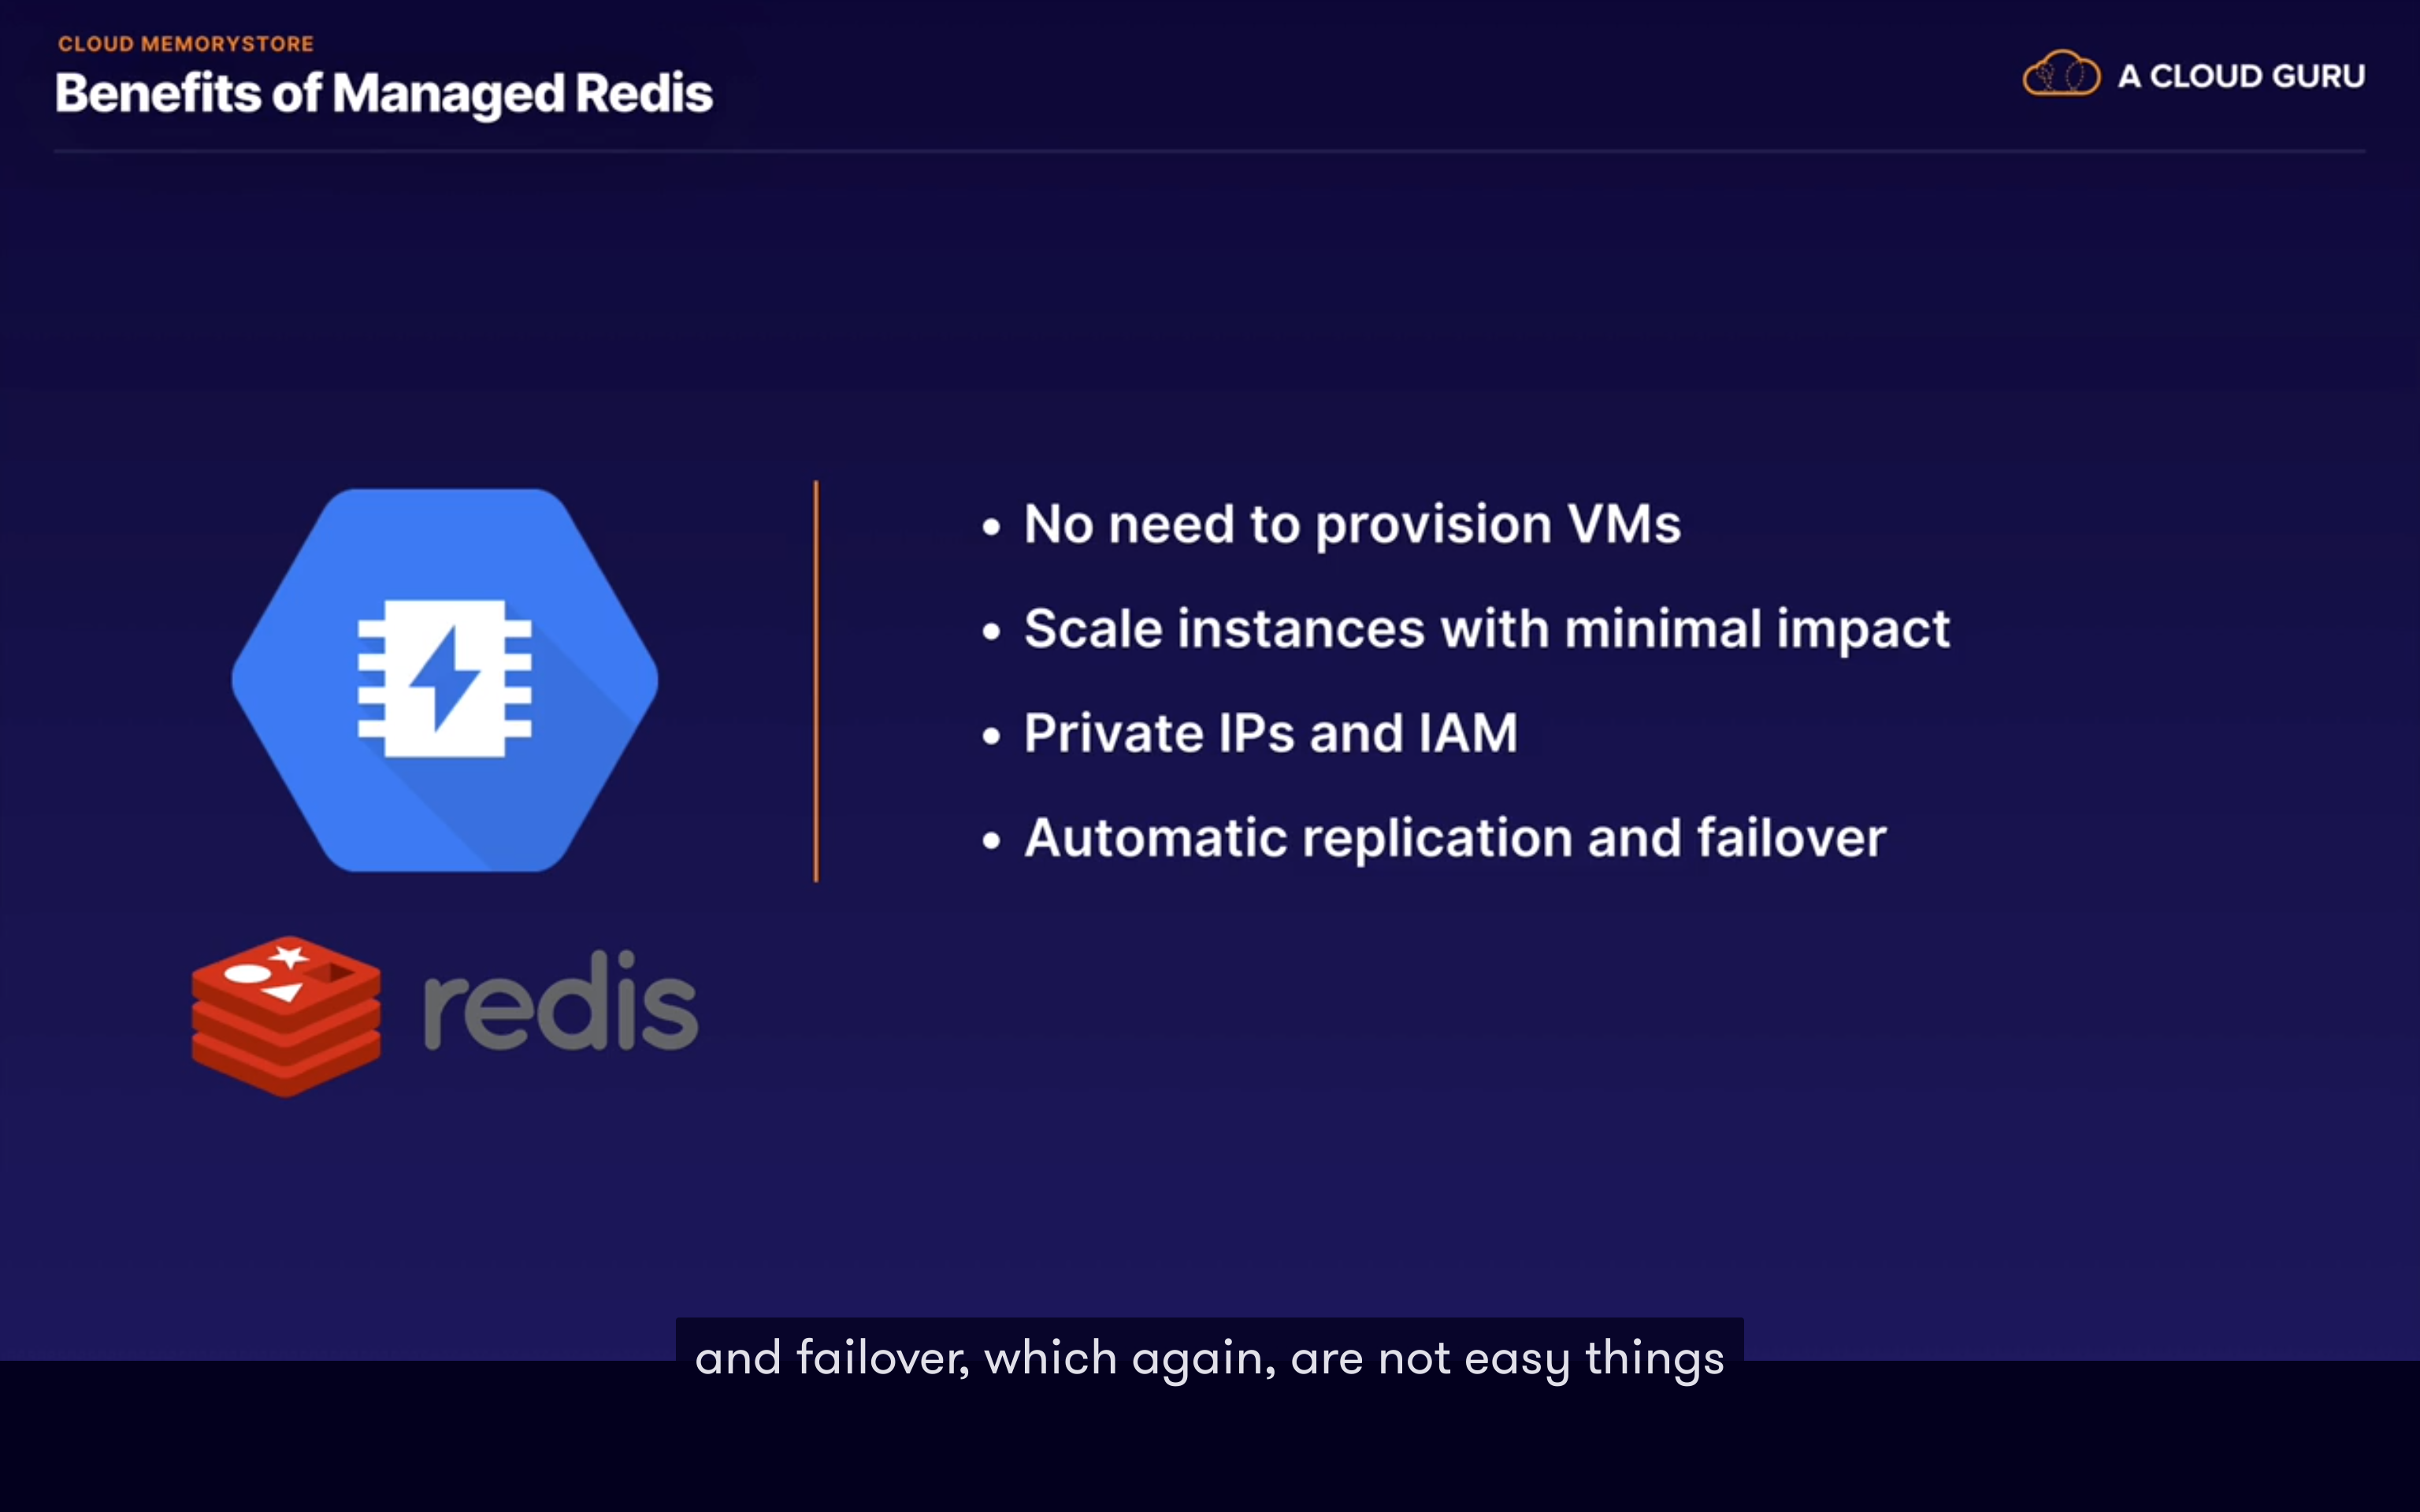 CLOUD MEMORYSTORE
Benefits of Managed Redis
A CLOUD GURU
• No need to provision VMs
• Scale instances with minimal impact
• Private IPs and IAM
• Automatic replication and failover
redis
and failover, which again, are not easy things